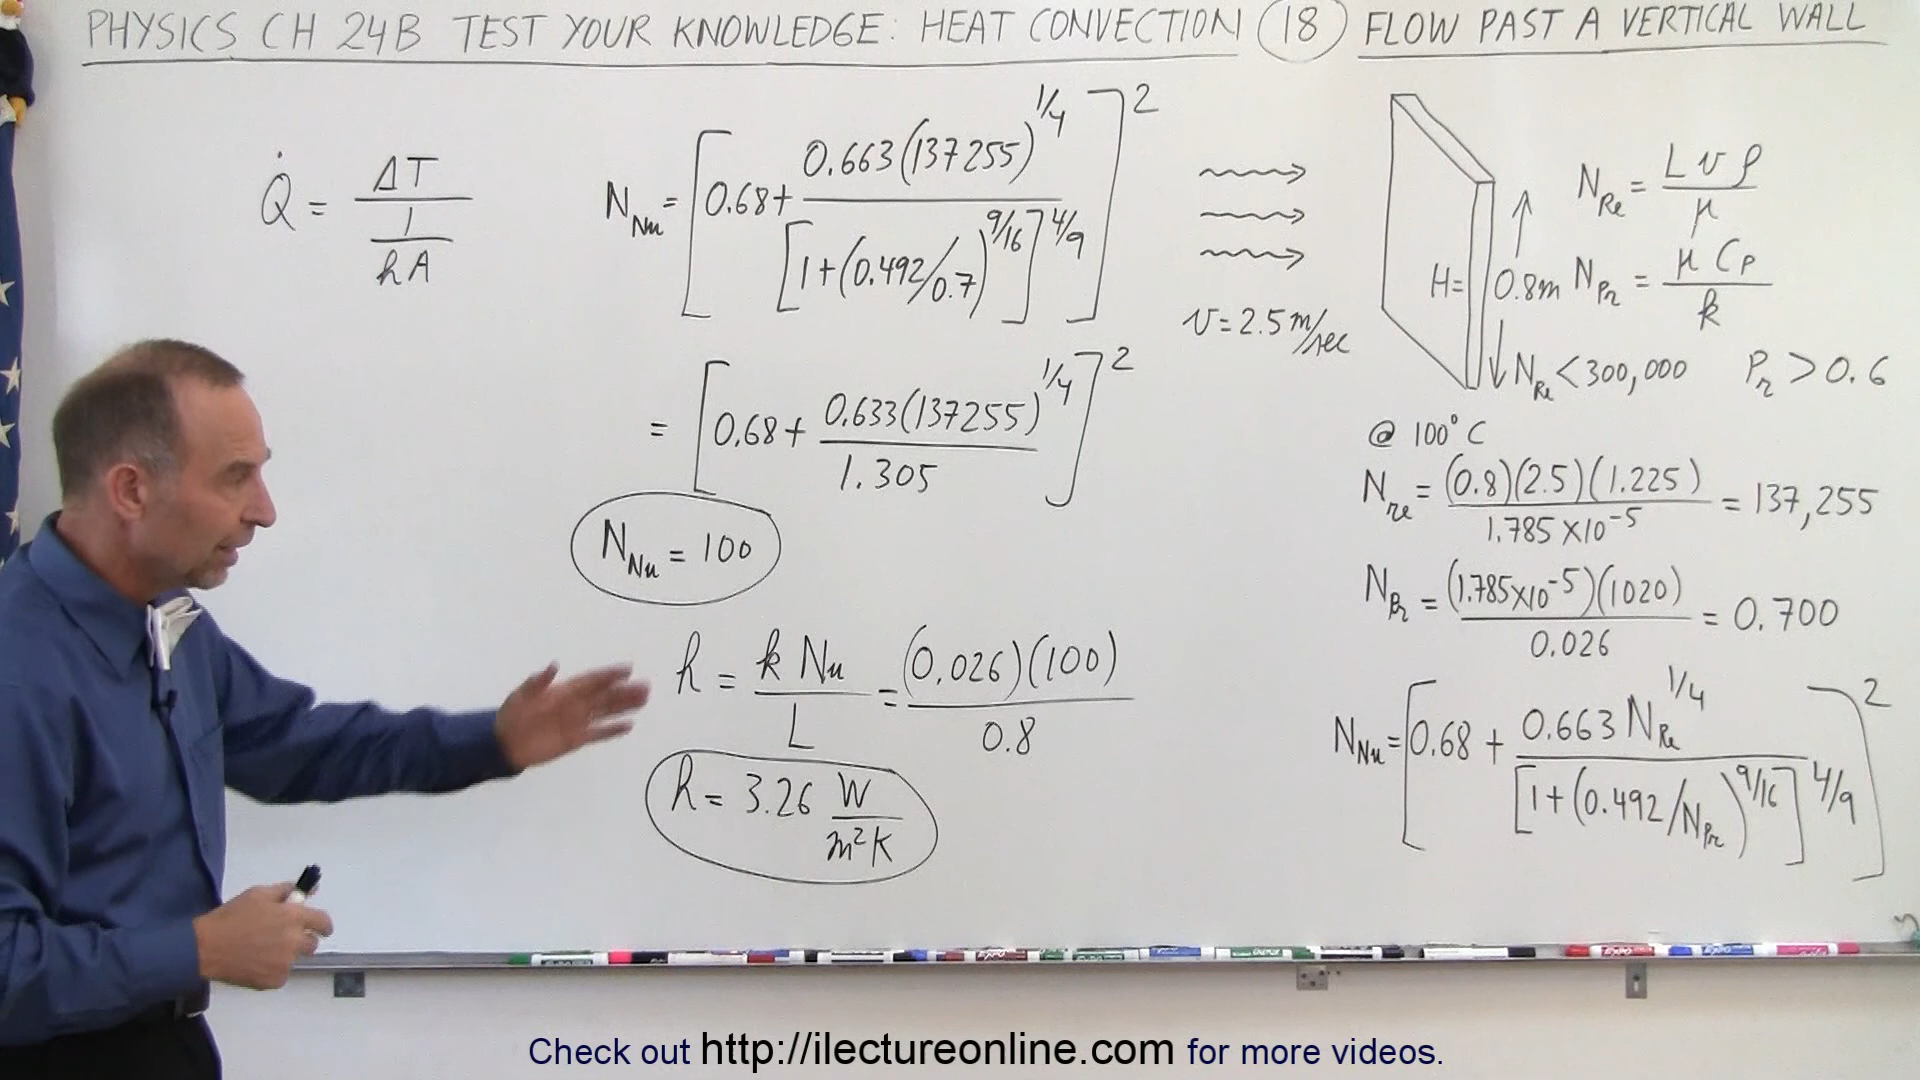 PHYSICS CH 24B TEST YOUR KNOWLEDGE: HEAT CONVECTION 18 FLOW PAST A VERTICAL WALL
Q̇ = ΔT / (1 / hA)
N_Nu = [0.68 + 0.663(137255)^1/4 / [1+(0.492/0.7)^9/16]^4/9]^2
= [0.68 + 0.633(137255)^1/4 / 1.305]^2
N_Nu = 100
h = k Nu / L = (0.026)(100) / 0.8
h = 3.26 W / m²K
v = 2.5 m/sec
H = 0.8m
N_Re = L v ρ / μ
N_Pr = μ Cp / k
N_Re < 300,000 Pr > 0.6
@ 100°C
N_re = (0.8)(2.5)(1.225) / 1.785 × 10^-5 = 137,255
N_Pr = (1.785×10^-5)(1020) / 0.026 = 0.700
N_Nu = [0.68 + 0.663 N_Re^1/4 / [1+(0.492/N_Pr)^9/16]^4/9]^2
Check out http://ilectureonline.com for more videos.